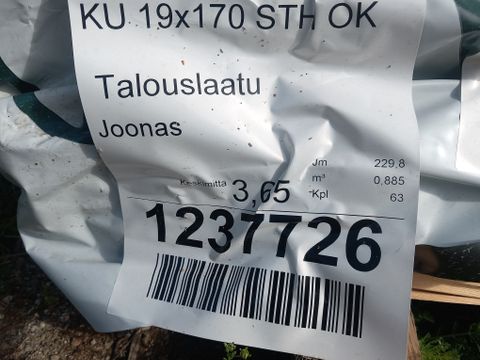 KU 19x170 STH OK
Talouslaatu
Joonas
Jm 229,8
m³ 0,885
Keskimitta 3,65 Kpl 63
1237726